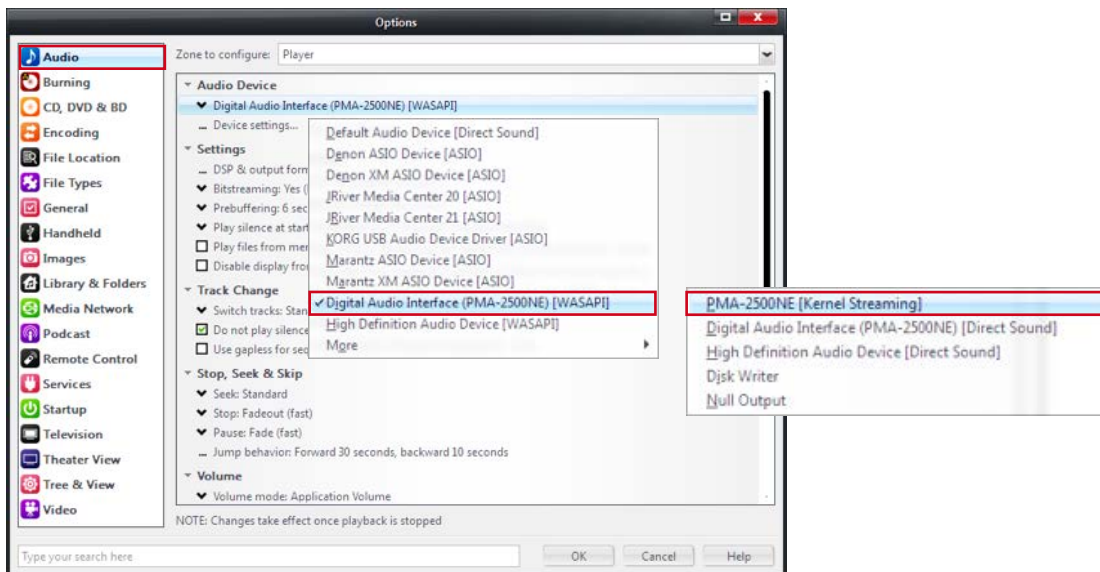 Options
Audio
Burning
CD, DVD & BD
Encoding
File Location
File Types
General
Handheld
Images
Library & Folders
Media Network
Podcast
Remote Control
Services
Startup
Television
Theater View
Tree & View
Video
Zone to configure: Player
Audio Device
Digital Audio Interface (PMA-2500NE) [WASAPI]
Device settings...
Settings
DSP & output form
Bitstreaming: Yes (
Prebuffering: 6 sec
Play silence at start
Play files from mer
Disable display fro
Track Change
Switch tracks: Stan
Do not play silence
Use gapless for seq
Stop, Seek & Skip
Seek: Standard
Stop: Fadeout (fast)
Pause: Fade (fast)
Jump behavior: Forward 30 seconds, backward 10 seconds
Volume
Volume mode: Application Volume
Default Audio Device [Direct Sound]
Denon ASIO Device [ASIO]
Denon XM ASIO Device [ASIO]
JRiver Media Center 20 [ASIO]
JRiver Media Center 21 [ASIO]
KORG USB Audio Device Driver [ASIO]
Marantz ASIO Device [ASIO]
Marantz XM ASIO Device [ASIO]
Digital Audio Interface (PMA-2500NE) [WASAPI]
High Definition Audio Device [WASAPI]
More
PMA-2500NE [Kernel Streaming]
Digital Audio Interface (PMA-2500NE) [Direct Sound]
High Definition Audio Device [Direct Sound]
Disk Writer
Null Output
NOTE: Changes take effect once playback is stopped
Type your search here
OK
Cancel
Help